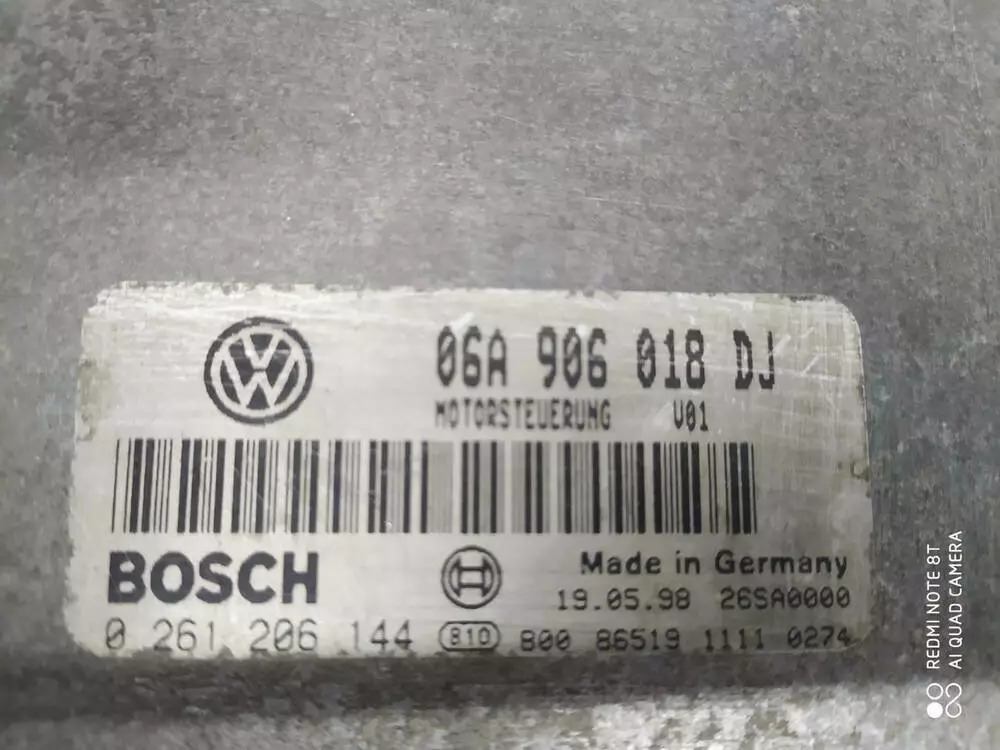 06A 906 018 DJ
MOTORSTEUERUNG V01
BOSCH
Made in Germany
19.05.98 26SA0000
0 261 206 144 810 800 86519 1111 0274
REDMI NOTE 8T
AI QUAD CAMERA